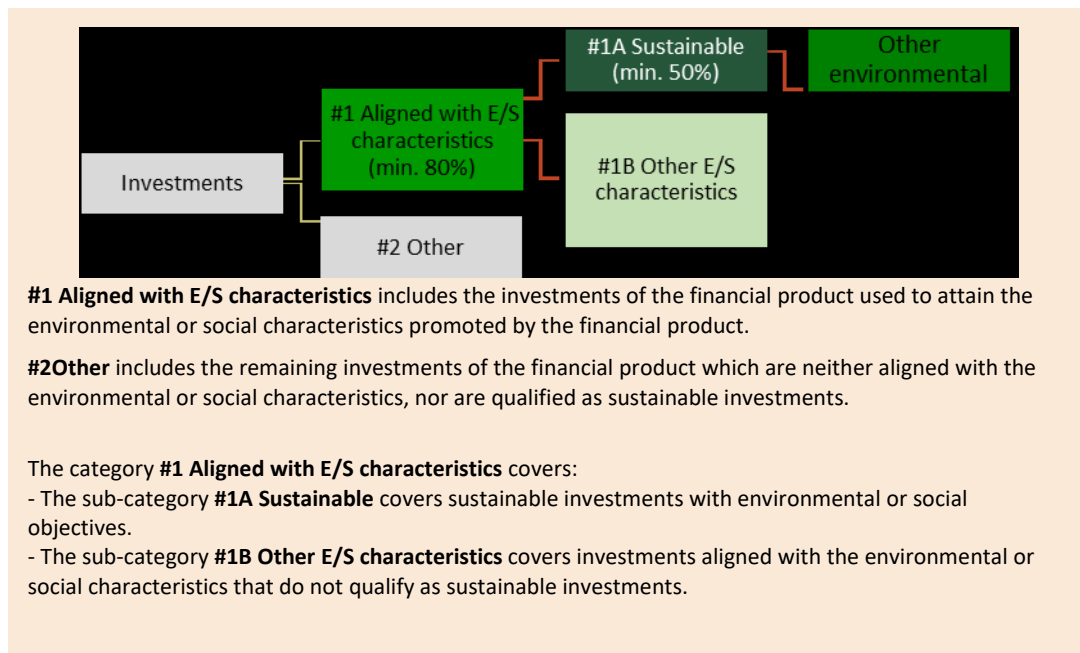 #1A Sustainable
(min. 50%)
Other
environmental
#1 Aligned with E/S
characteristics
(min. 80%)
#1B Other E/S
characteristics
Investments
#2 Other
#1 Aligned with E/S characteristics includes the investments of the financial product used to attain the
environmental or social characteristics promoted by the financial product.
#2Other includes the remaining investments of the financial product which are neither aligned with the
environmental or social characteristics, nor are qualified as sustainable investments.
The category #1 Aligned with E/S characteristics covers:
- The sub-category #1A Sustainable covers sustainable investments with environmental or social
objectives.
- The sub-category #1B Other E/S characteristics covers investments aligned with the environmental or
social characteristics that do not qualify as sustainable investments.